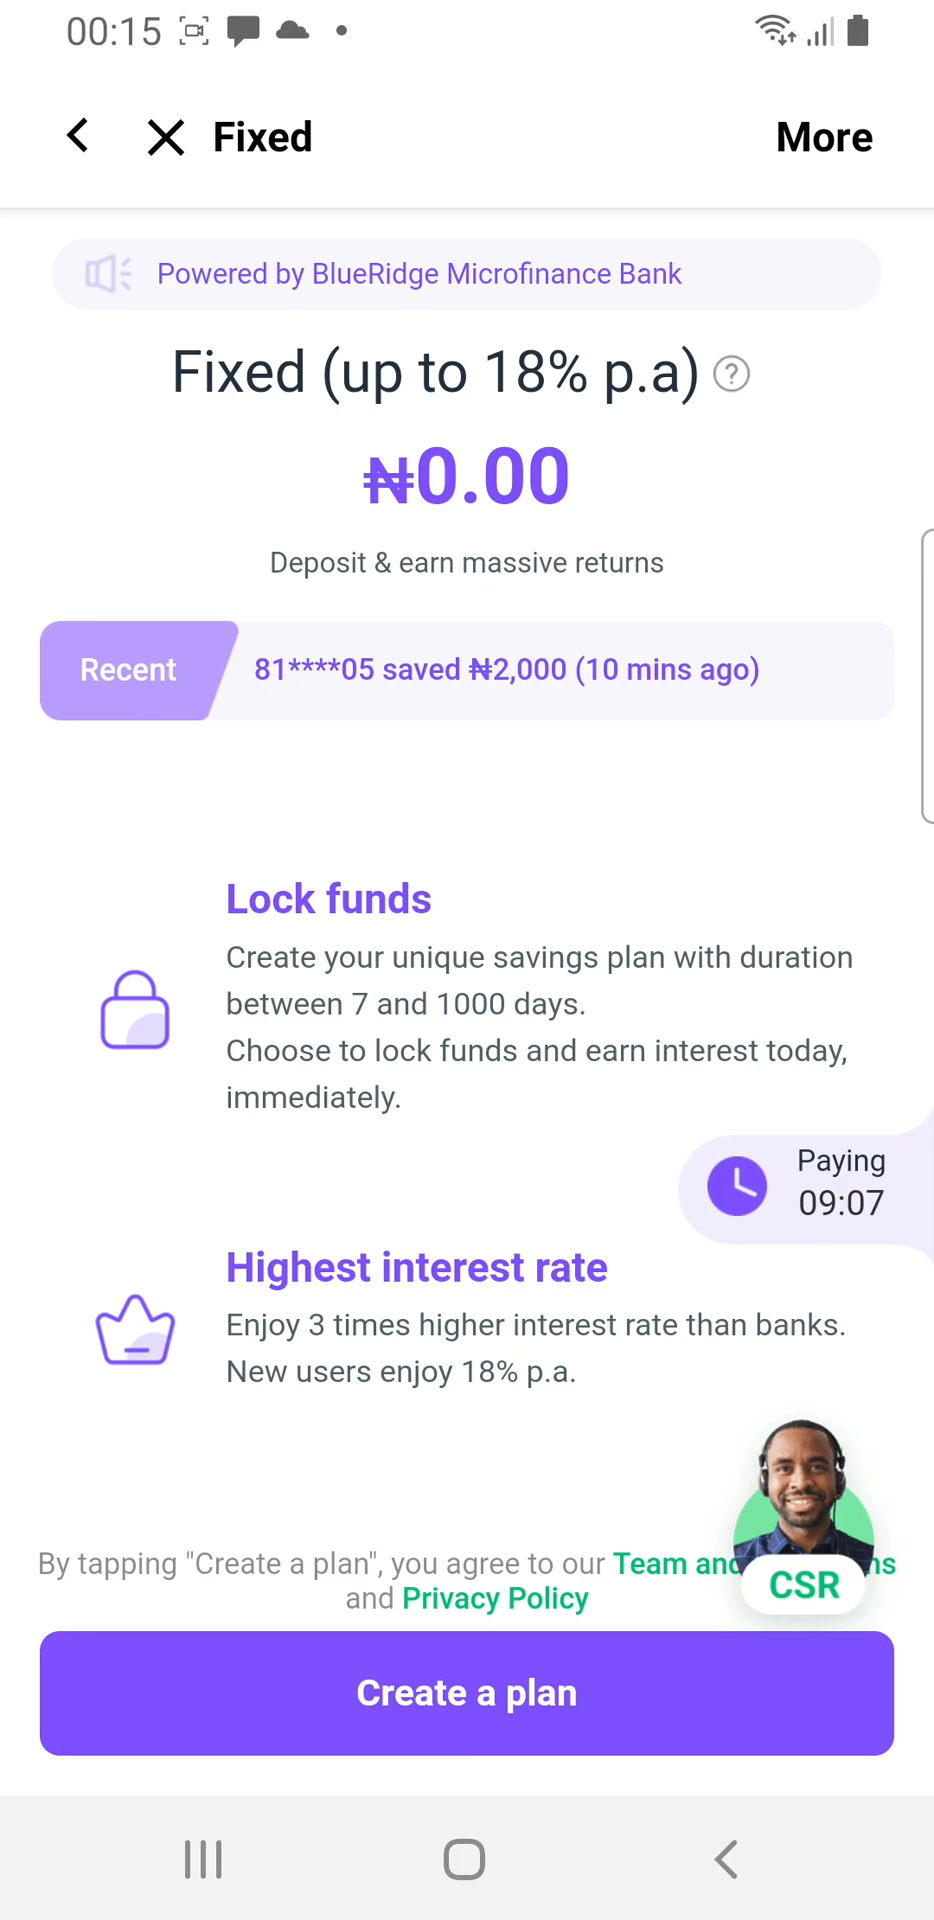 00:15
Fixed
More
Powered by BlueRidge Microfinance Bank
Fixed (up to 18% p.a) ?
₦0.00
Deposit & earn massive returns
Recent
81****05 saved ₦2,000 (10 mins ago)
Lock funds
Create your unique savings plan with duration
between 7 and 1000 days.
Choose to lock funds and earn interest today,
immediately.
Paying
09:07
Highest interest rate
Enjoy 3 times higher interest rate than banks.
New users enjoy 18% p.a.
By tapping "Create a plan", you agree to our Team and
and Privacy Policy
CSR
Create a plan